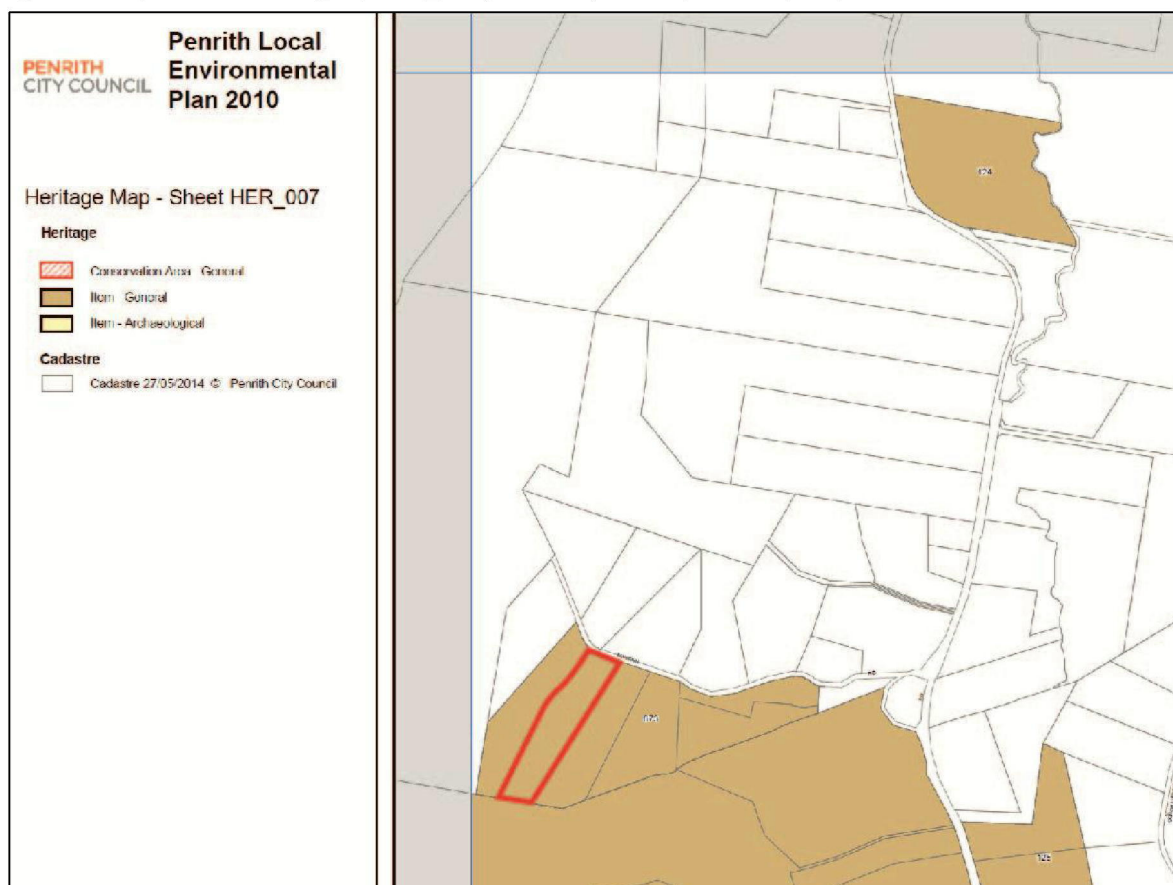 PENRITH
CITY COUNCIL
Penrith Local
Environmental
Plan 2010
Heritage Map - Sheet HER_007
Heritage
Conservation Area - General
Item - General
Item - Archaeological
Cadastre
Cadastre 27/05/2014 © Penrith City Council
RD